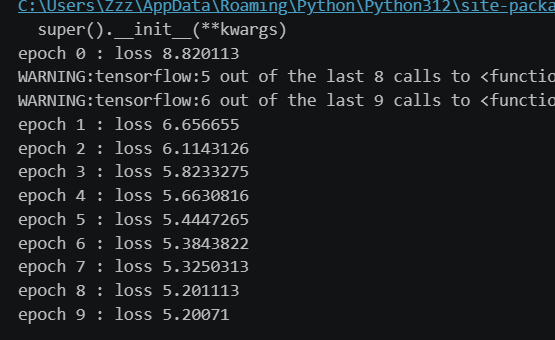 C:\Users\Zzz\AppData\Roaming\Python\Python312\site-packa
super().__init__(**kwargs)
epoch 0 : loss 8.820113
WARNING:tensorflow:5 out of the last 8 calls to <functio
WARNING:tensorflow:6 out of the last 9 calls to <functio
epoch 1 : loss 6.656655
epoch 2 : loss 6.1143126
epoch 3 : loss 5.8233275
epoch 4 : loss 5.6630816
epoch 5 : loss 5.4447265
epoch 6 : loss 5.3843822
epoch 7 : loss 5.3250313
epoch 8 : loss 5.201113
epoch 9 : loss 5.20071